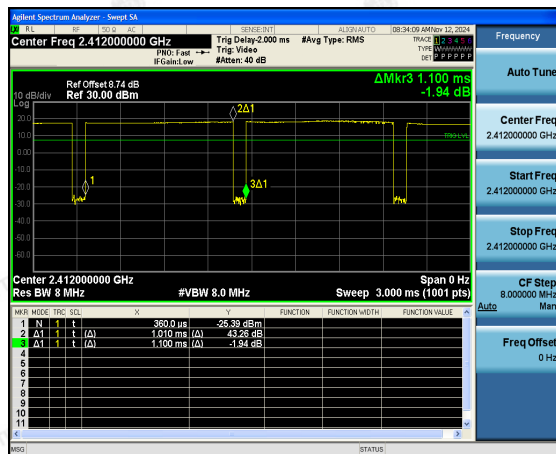 Agilent Spectrum Analyzer - Swept SA
RL RF 50 Ω AC SENSE:INT ALIGNAUTO 08:34:09 AM Nov 12, 2024
Center Freq 2.412000000 GHz
PNO: Fast
IFGain:Low
Trig Delay-2.000 ms
Trig: Video
#Atten: 40 dB
#Avg Type: RMS
TRACE 1 2 3 4 5 6
TYPE
DET P P P P P P
Frequency
Auto Tune
Center Freq
2.412000000 GHz
Start Freq
2.412000000 GHz
Stop Freq
2.412000000 GHz
CF Step
8.000000 MHz
Auto Man
Freq Offset
0 Hz
ΔMkr3 1.100 ms
-1.94 dB
Ref Offset 8.74 dB
10 dB/div Ref 30.00 dBm
Log
20.0
10.0
0.00
-10.0
-20.0
-30.0
-40.0
-50.0
-60.0
2Δ1
TRIG LVL
1
3Δ1
Center 2.412000000 GHz Span 0 Hz
Res BW 8 MHz #VBW 8.0 MHz Sweep 3.000 ms (1001 pts)
MKR MODE TRC SCL X Y FUNCTION FUNCTION WIDTH FUNCTION VALUE
1 N 1 t 360.0 µs -25.39 dBm
2 Δ1 1 t (Δ) 1.010 ms (Δ) 43.26 dB
3 Δ1 1 t (Δ) 1.100 ms (Δ) -1.94 dB
4
5
6
7
8
9
10
11
MSG STATUS